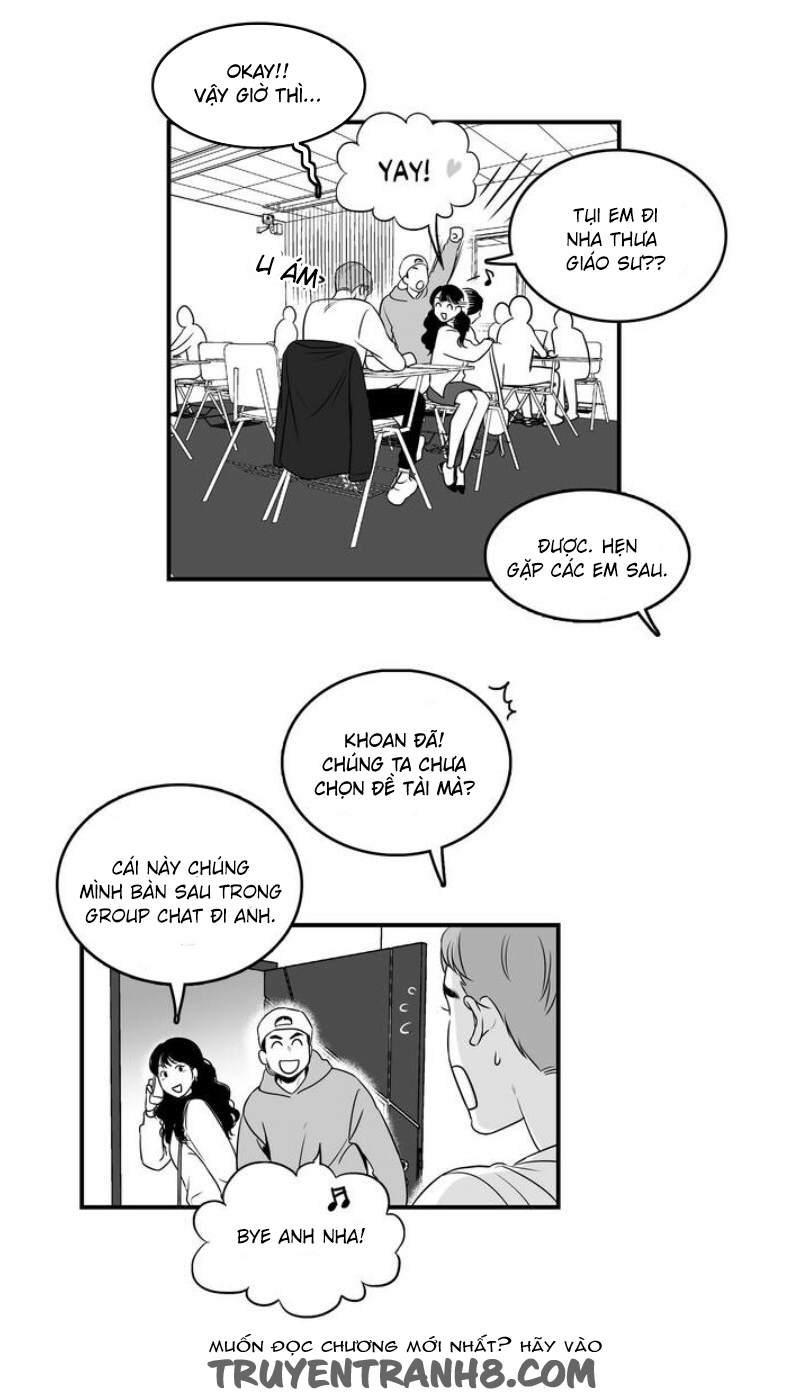 OKAY!!
VẬY GIỜ THÌ...
YAY!
TỤI EM ĐI
NHA THƯA
GIÁO SƯ??
U ÁM
ĐƯỢC. HẸN
GẶP CÁC EM SAU.
KHOAN ĐÃ!
CHÚNG TA CHƯA
CHỌN ĐỀ TÀI MÀ?
CÁI NÀY CHÚNG
MÌNH BÀN SAU TRONG
GROUP CHAT ĐI ANH.
BYE ANH NHA!
MUỐN ĐỌC CHƯƠNG MỚI NHẤT? HÃY VÀO
TRUYENTRANH8.COM